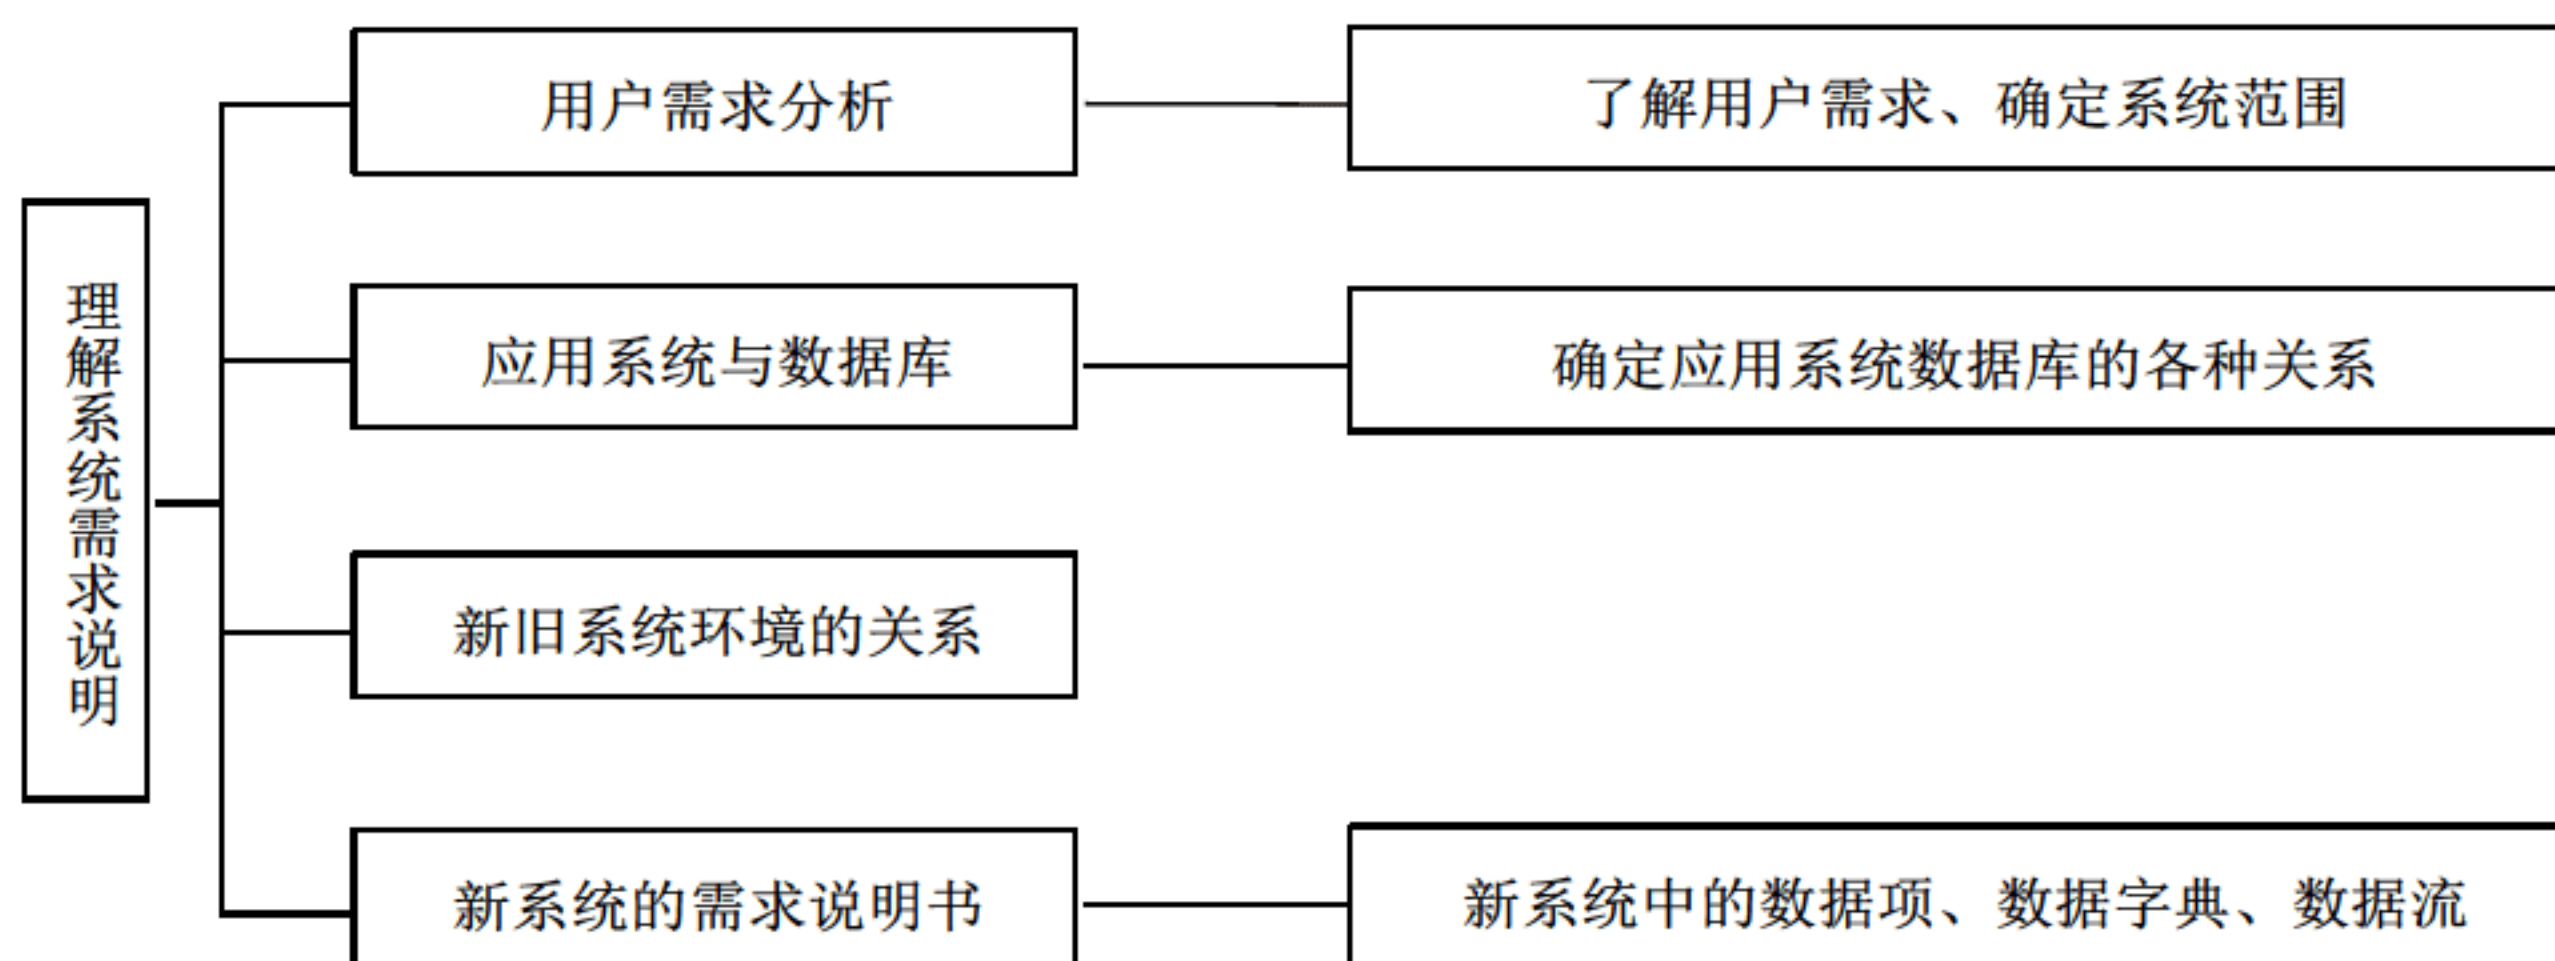 理解系统需求说明
用户需求分析
了解用户需求、确定系统范围
应用系统与数据库
确定应用系统数据库的各种关系
新旧系统环境的关系
新系统的需求说明书
新系统中的数据项、数据字典、数据流